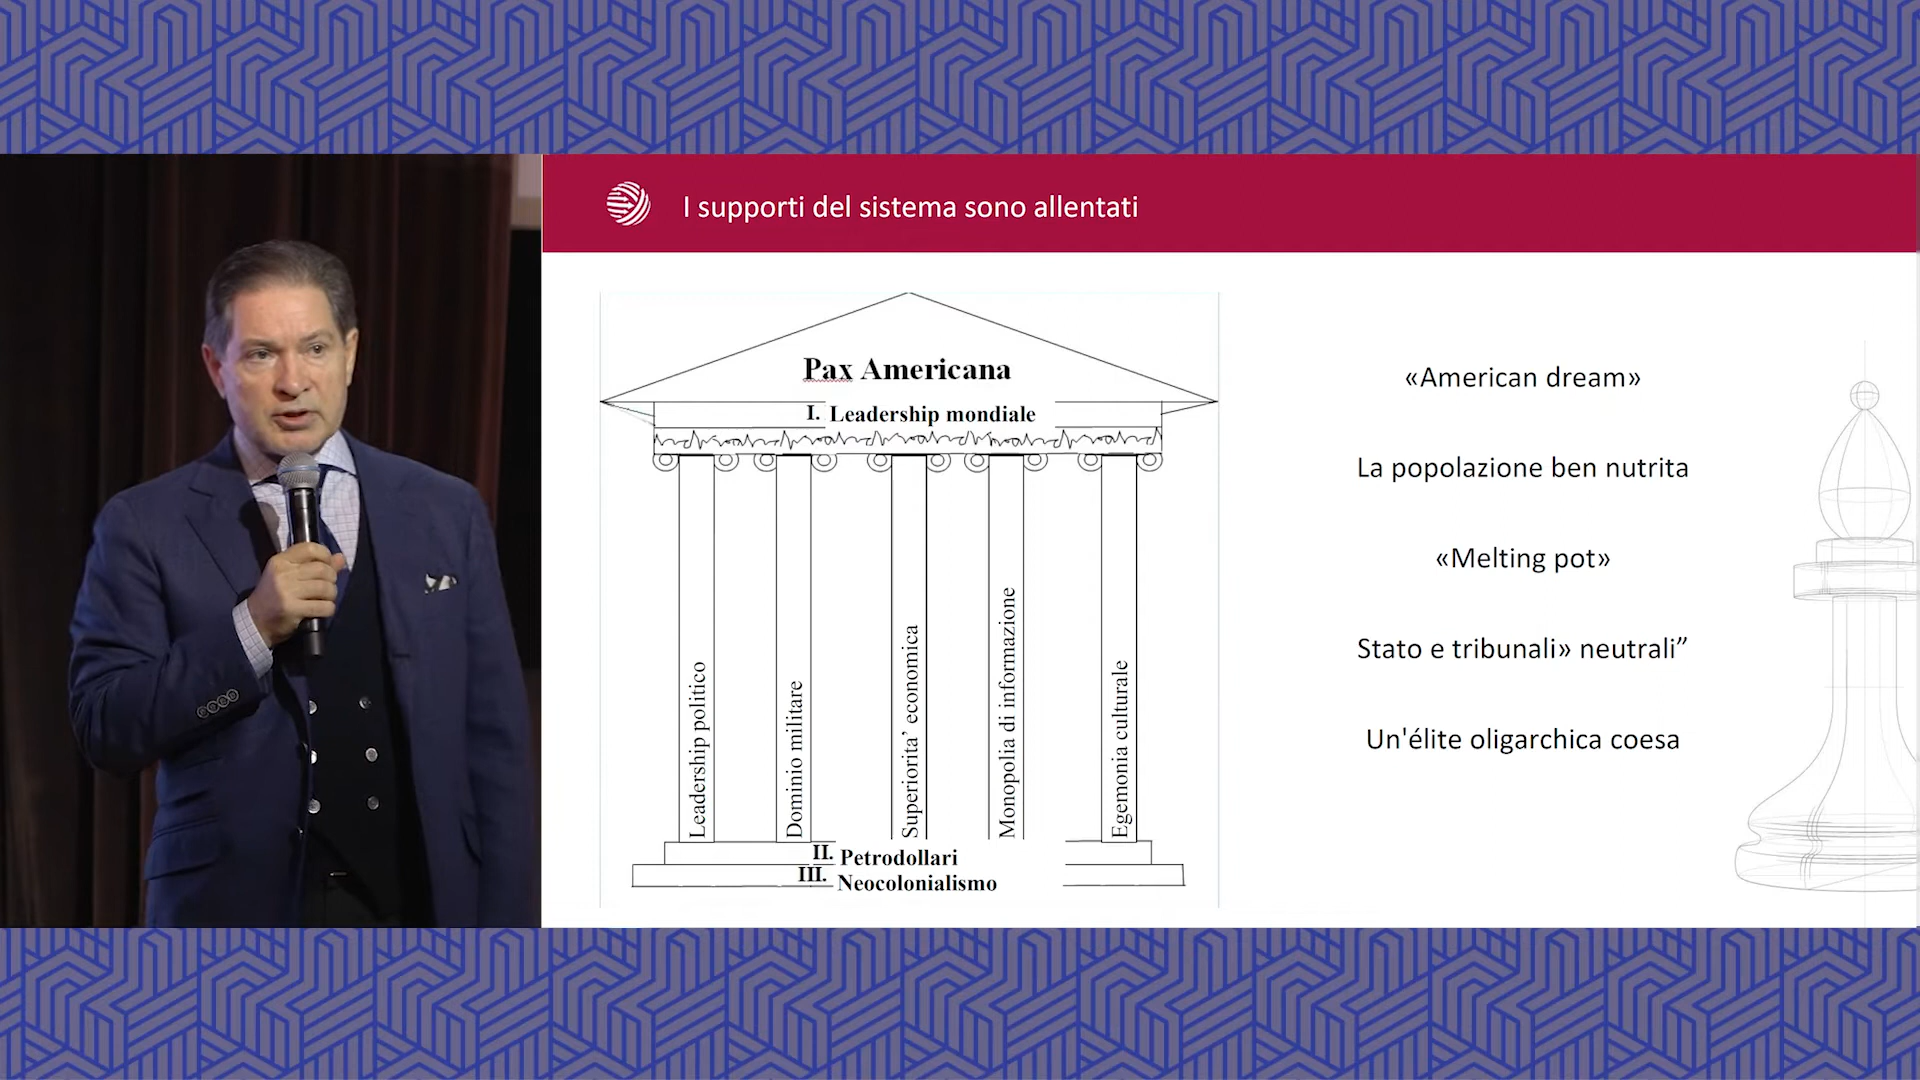 I supporti del sistema sono allentati
Pax Americana
I. Leadership mondiale
Leadership politico
Dominio militare
Superiorita’ economica
Monopolia di informazione
Egemonia culturale
II. Petrodollari
III. Neocolonialismo
«American dream»
La popolazione ben nutrita
«Melting pot»
Stato e tribunali» neutrali”
Un'élite oligarchica coesa